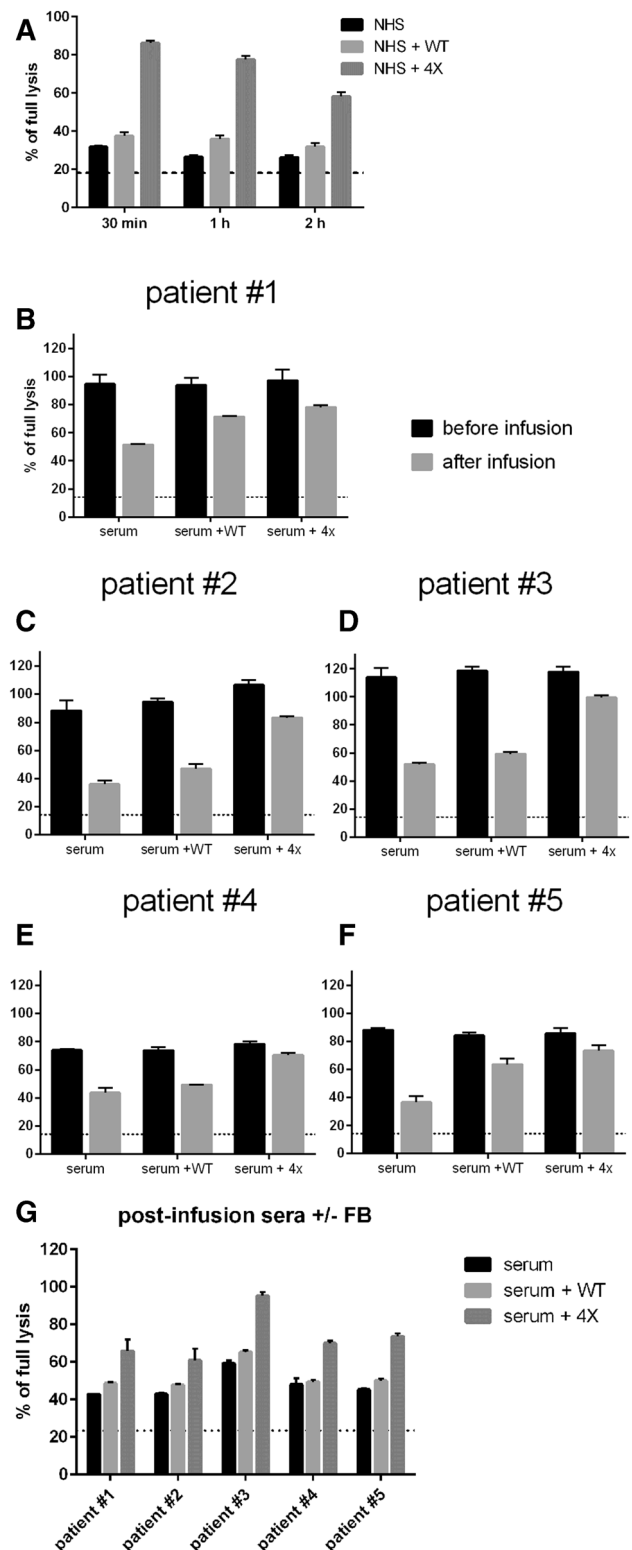 A
NHS
NHS + WT
NHS + 4X
% of full lysis
100
80
60
40
20
0
30 min 1 h 2 h
patient #1
B
% of full lysis
120
100
80
60
40
20
0
serum serum +WT serum + 4x
before infusion
after infusion
patient #2
C
120
100
80
60
40
20
0
serum serum +WT serum + 4x
patient #3
D
120
100
80
60
40
20
0
serum serum +WT serum + 4x
patient #4
E
120
100
80
60
40
20
0
serum serum +WT serum + 4x
patient #5
F
120
100
80
60
40
20
0
serum serum +WT serum + 4x
G
post-infusion sera +/- FB
% of full lysis
120
100
80
60
40
20
0
patient #1 patient #2 patient #3 patient #4 patient #5
serum
serum + WT
serum + 4X